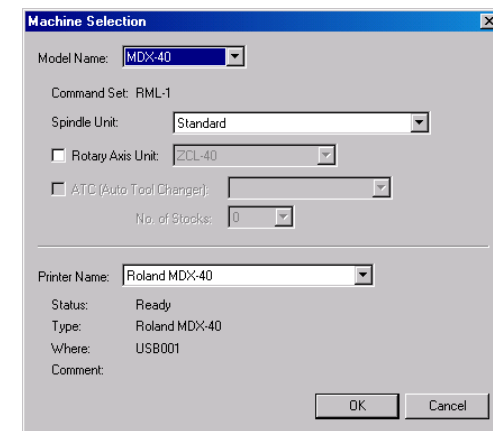 Machine Selection
Model Name: MDX-40
Command Set: RML-1
Spindle Unit: Standard
Rotary Axis Unit: ZCL-40
ATC (Auto Tool Changer):
No. of Stocks: 0
Printer Name: Roland MDX-40
Status: Ready
Type: Roland MDX-40
Where: USB001
Comment:
OK Cancel